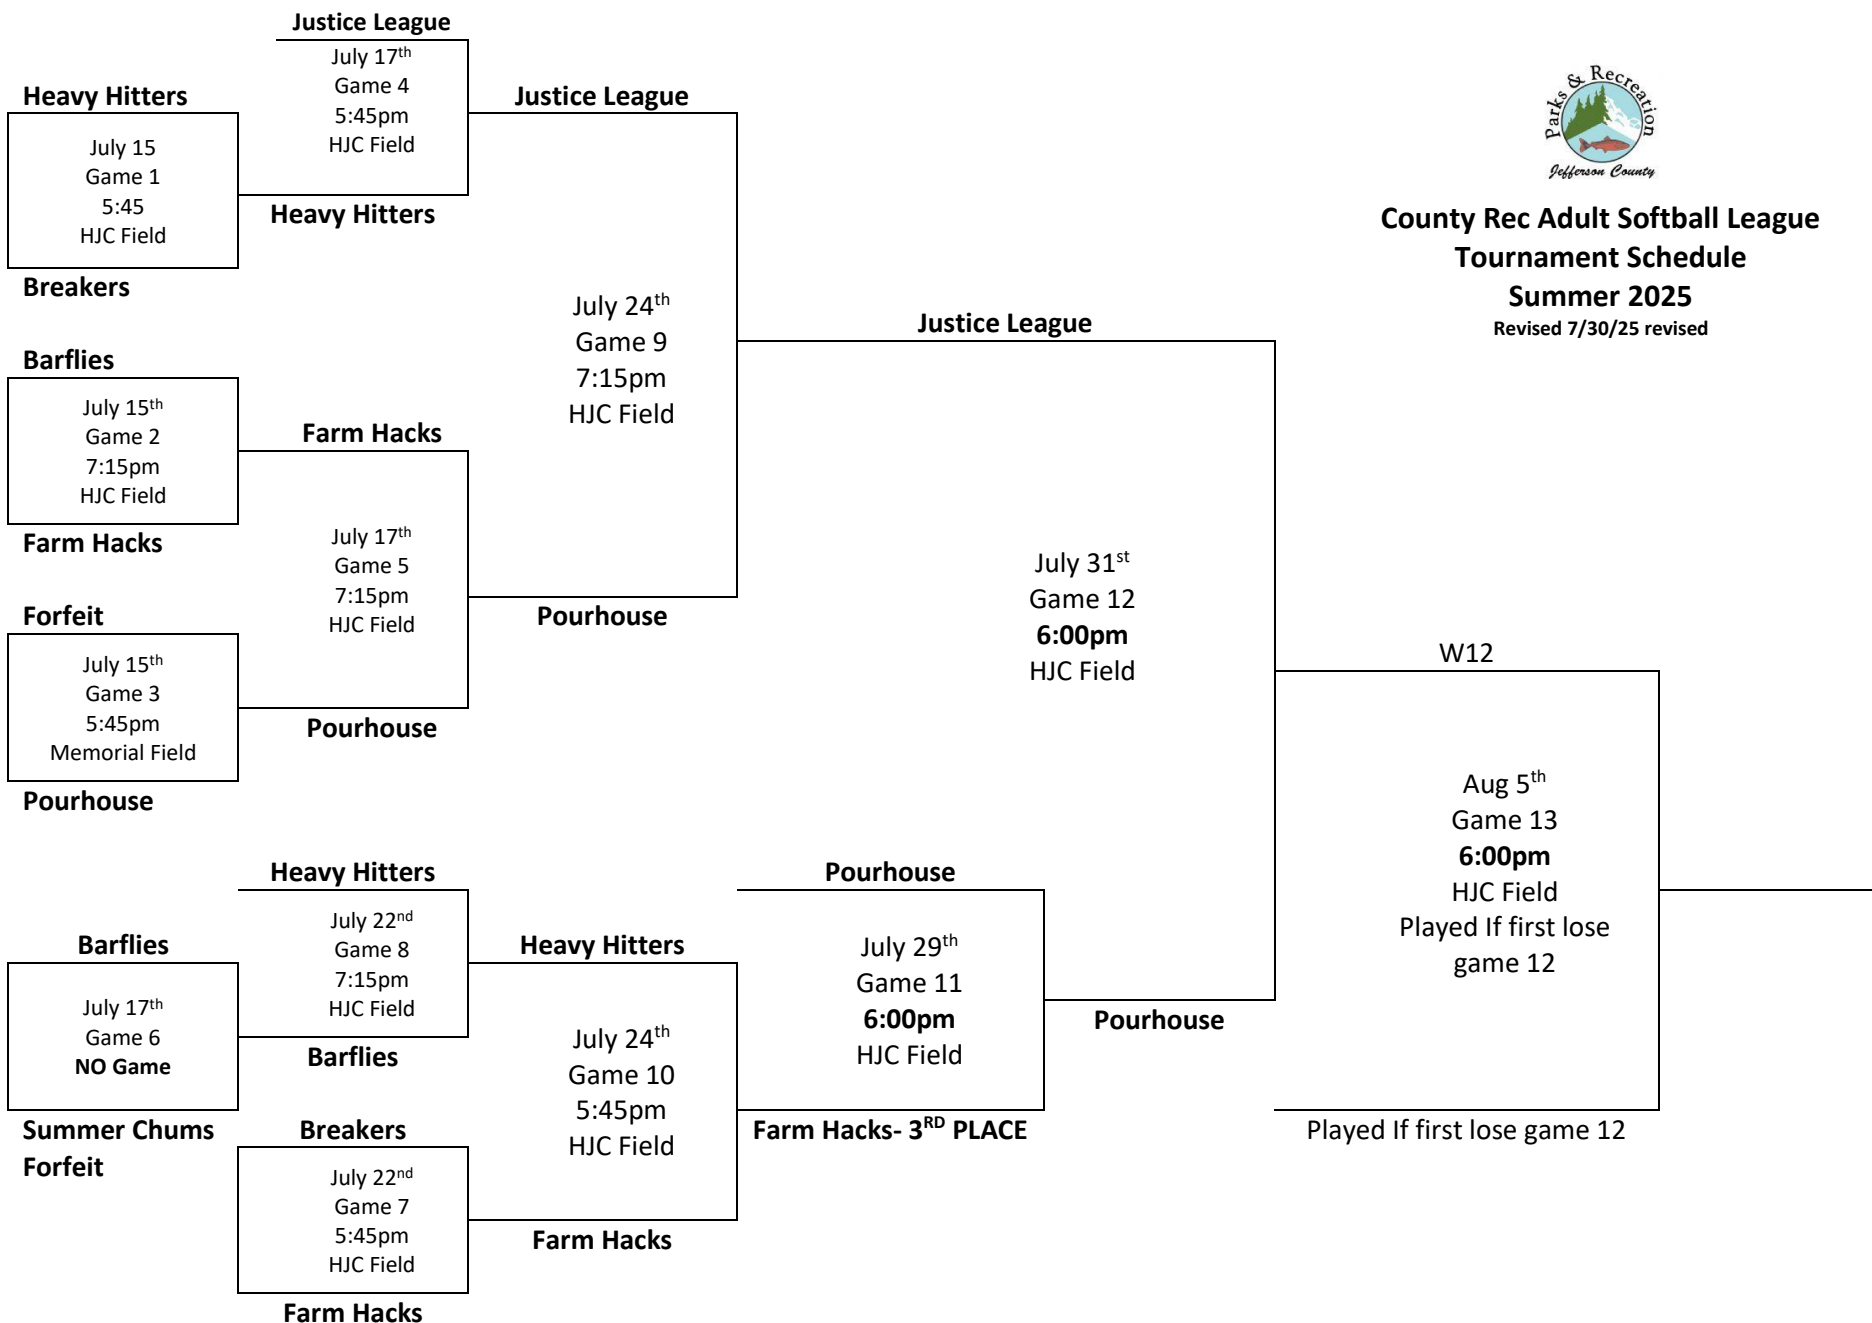 Justice League
July 17th
Game 4
5:45pm
HJC Field
Heavy Hitters
July 15
Game 1
5:45
HJC Field
Breakers
Heavy Hitters
Justice League
Parks & Recreation
Jefferson County
County Rec Adult Softball League
Tournament Schedule
Summer 2025
Revised 7/30/25 revised
Barflies
July 15th
Game 2
7:15pm
HJC Field
Farm Hacks
Farm Hacks
July 17th
Game 5
7:15pm
HJC Field
July 24th
Game 9
7:15pm
HJC Field
Justice League
Forfeit
July 15th
Game 3
5:45pm
Memorial Field
Pourhouse
Pourhouse
Pourhouse
July 31st
Game 12
6:00pm
HJC Field
W12
Aug 5th
Game 13
6:00pm
HJC Field
Played If first lose
game 12
Played If first lose game 12
Heavy Hitters
July 22nd
Game 8
7:15pm
HJC Field
Barflies
Barflies
July 17th
Game 6
NO Game
Summer Chums
Forfeit
Breakers
July 22nd
Game 7
5:45pm
HJC Field
Farm Hacks
Heavy Hitters
July 24th
Game 10
5:45pm
HJC Field
Farm Hacks
Pourhouse
July 29th
Game 11
6:00pm
HJC Field
Farm Hacks- 3RD PLACE
Pourhouse